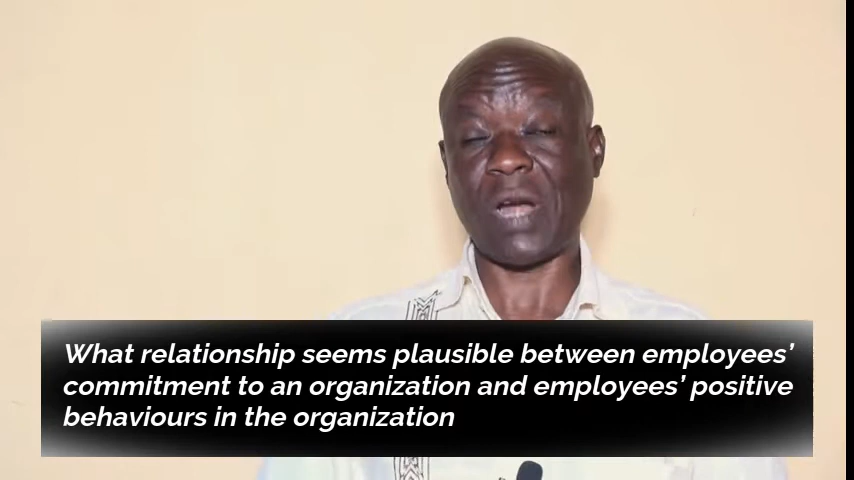 What relationship seems plausible between employees’
commitment to an organization and employees’ positive
behaviours in the organization